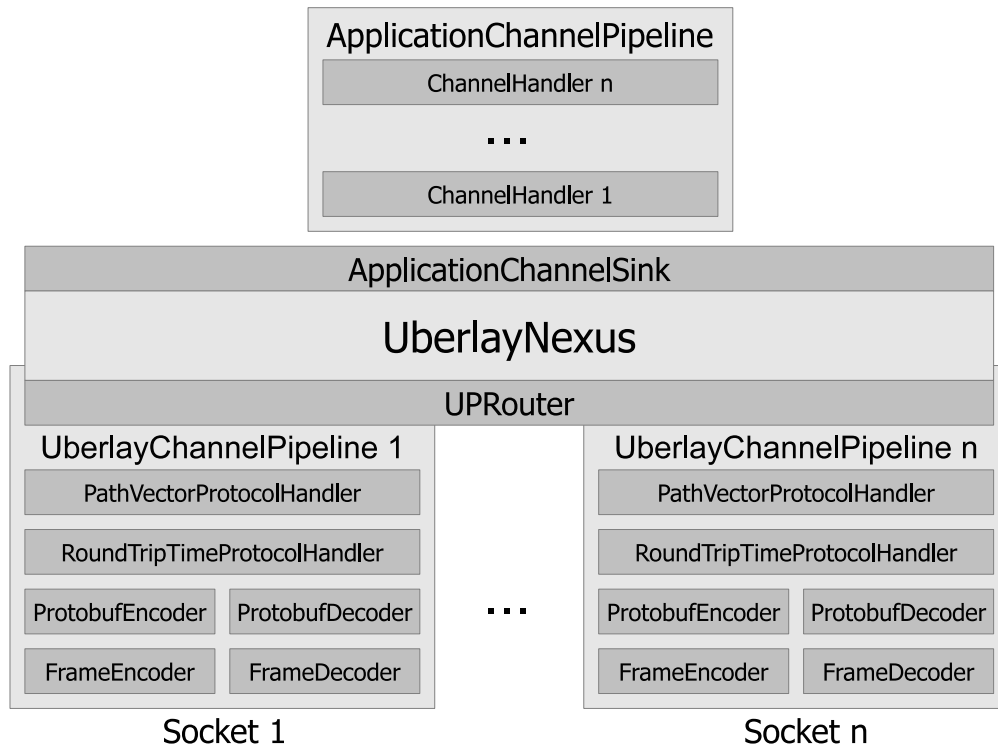 ApplicationChannelPipeline
ChannelHandler n
...
ChannelHandler 1
ApplicationChannelSink
UberlayNexus
UPRouter
UberlayChannelPipeline 1
PathVectorProtocolHandler
RoundTripTimeProtocolHandler
ProtobufEncoder
ProtobufDecoder
FrameEncoder
FrameDecoder
Socket 1
...
UberlayChannelPipeline n
PathVectorProtocolHandler
RoundTripTimeProtocolHandler
ProtobufEncoder
ProtobufDecoder
FrameEncoder
FrameDecoder
Socket n